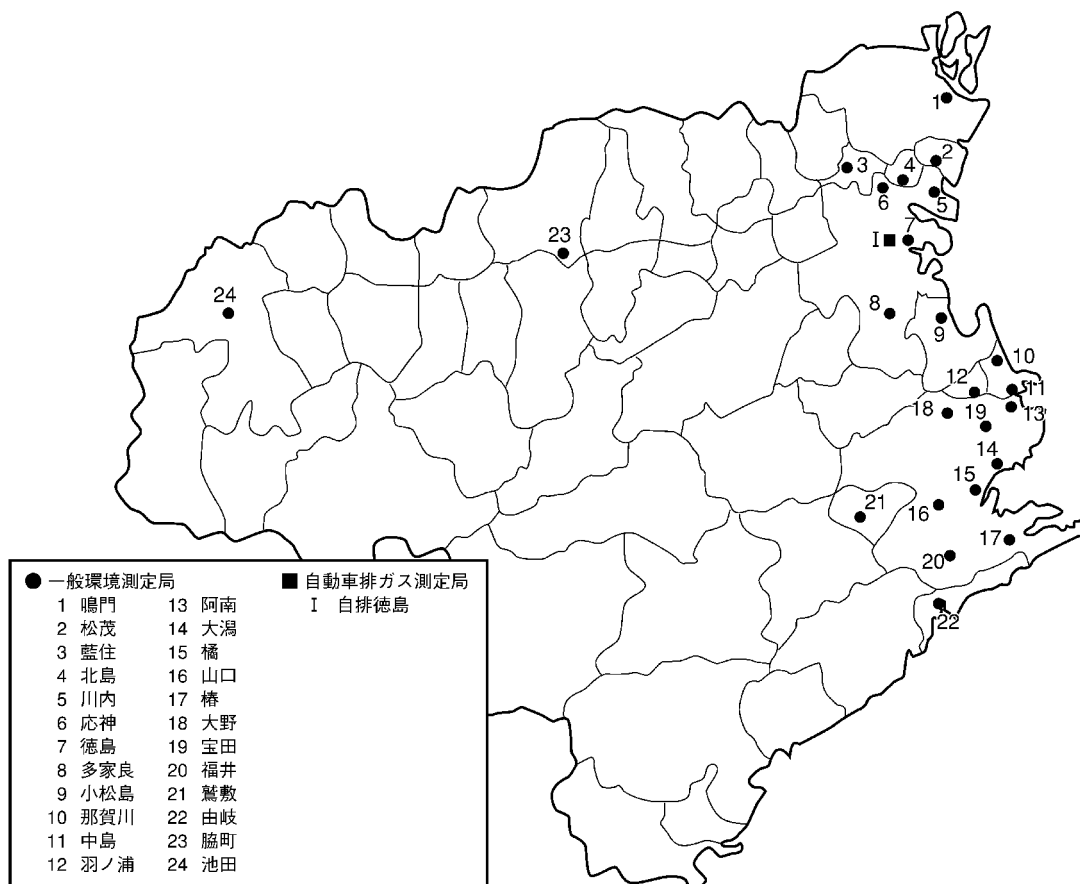 1
2
3
4
6
5
7
I
23
24
8
9
10
12
11
18
19
13
14
15
21
16
17
20
22
● 一般環境測定局 ■ 自動車排ガス測定局
1 鳴門 13 阿南 I 自排徳島
2 松茂 14 大潟
3 藍住 15 橘
4 北島 16 山口
5 川内 17 椿
6 応神 18 大野
7 徳島 19 宝田
8 多家良 20 福井
9 小松島 21 鷲敷
10 那賀川 22 由岐
11 中島 23 脇町
12 羽ノ浦 24 池田